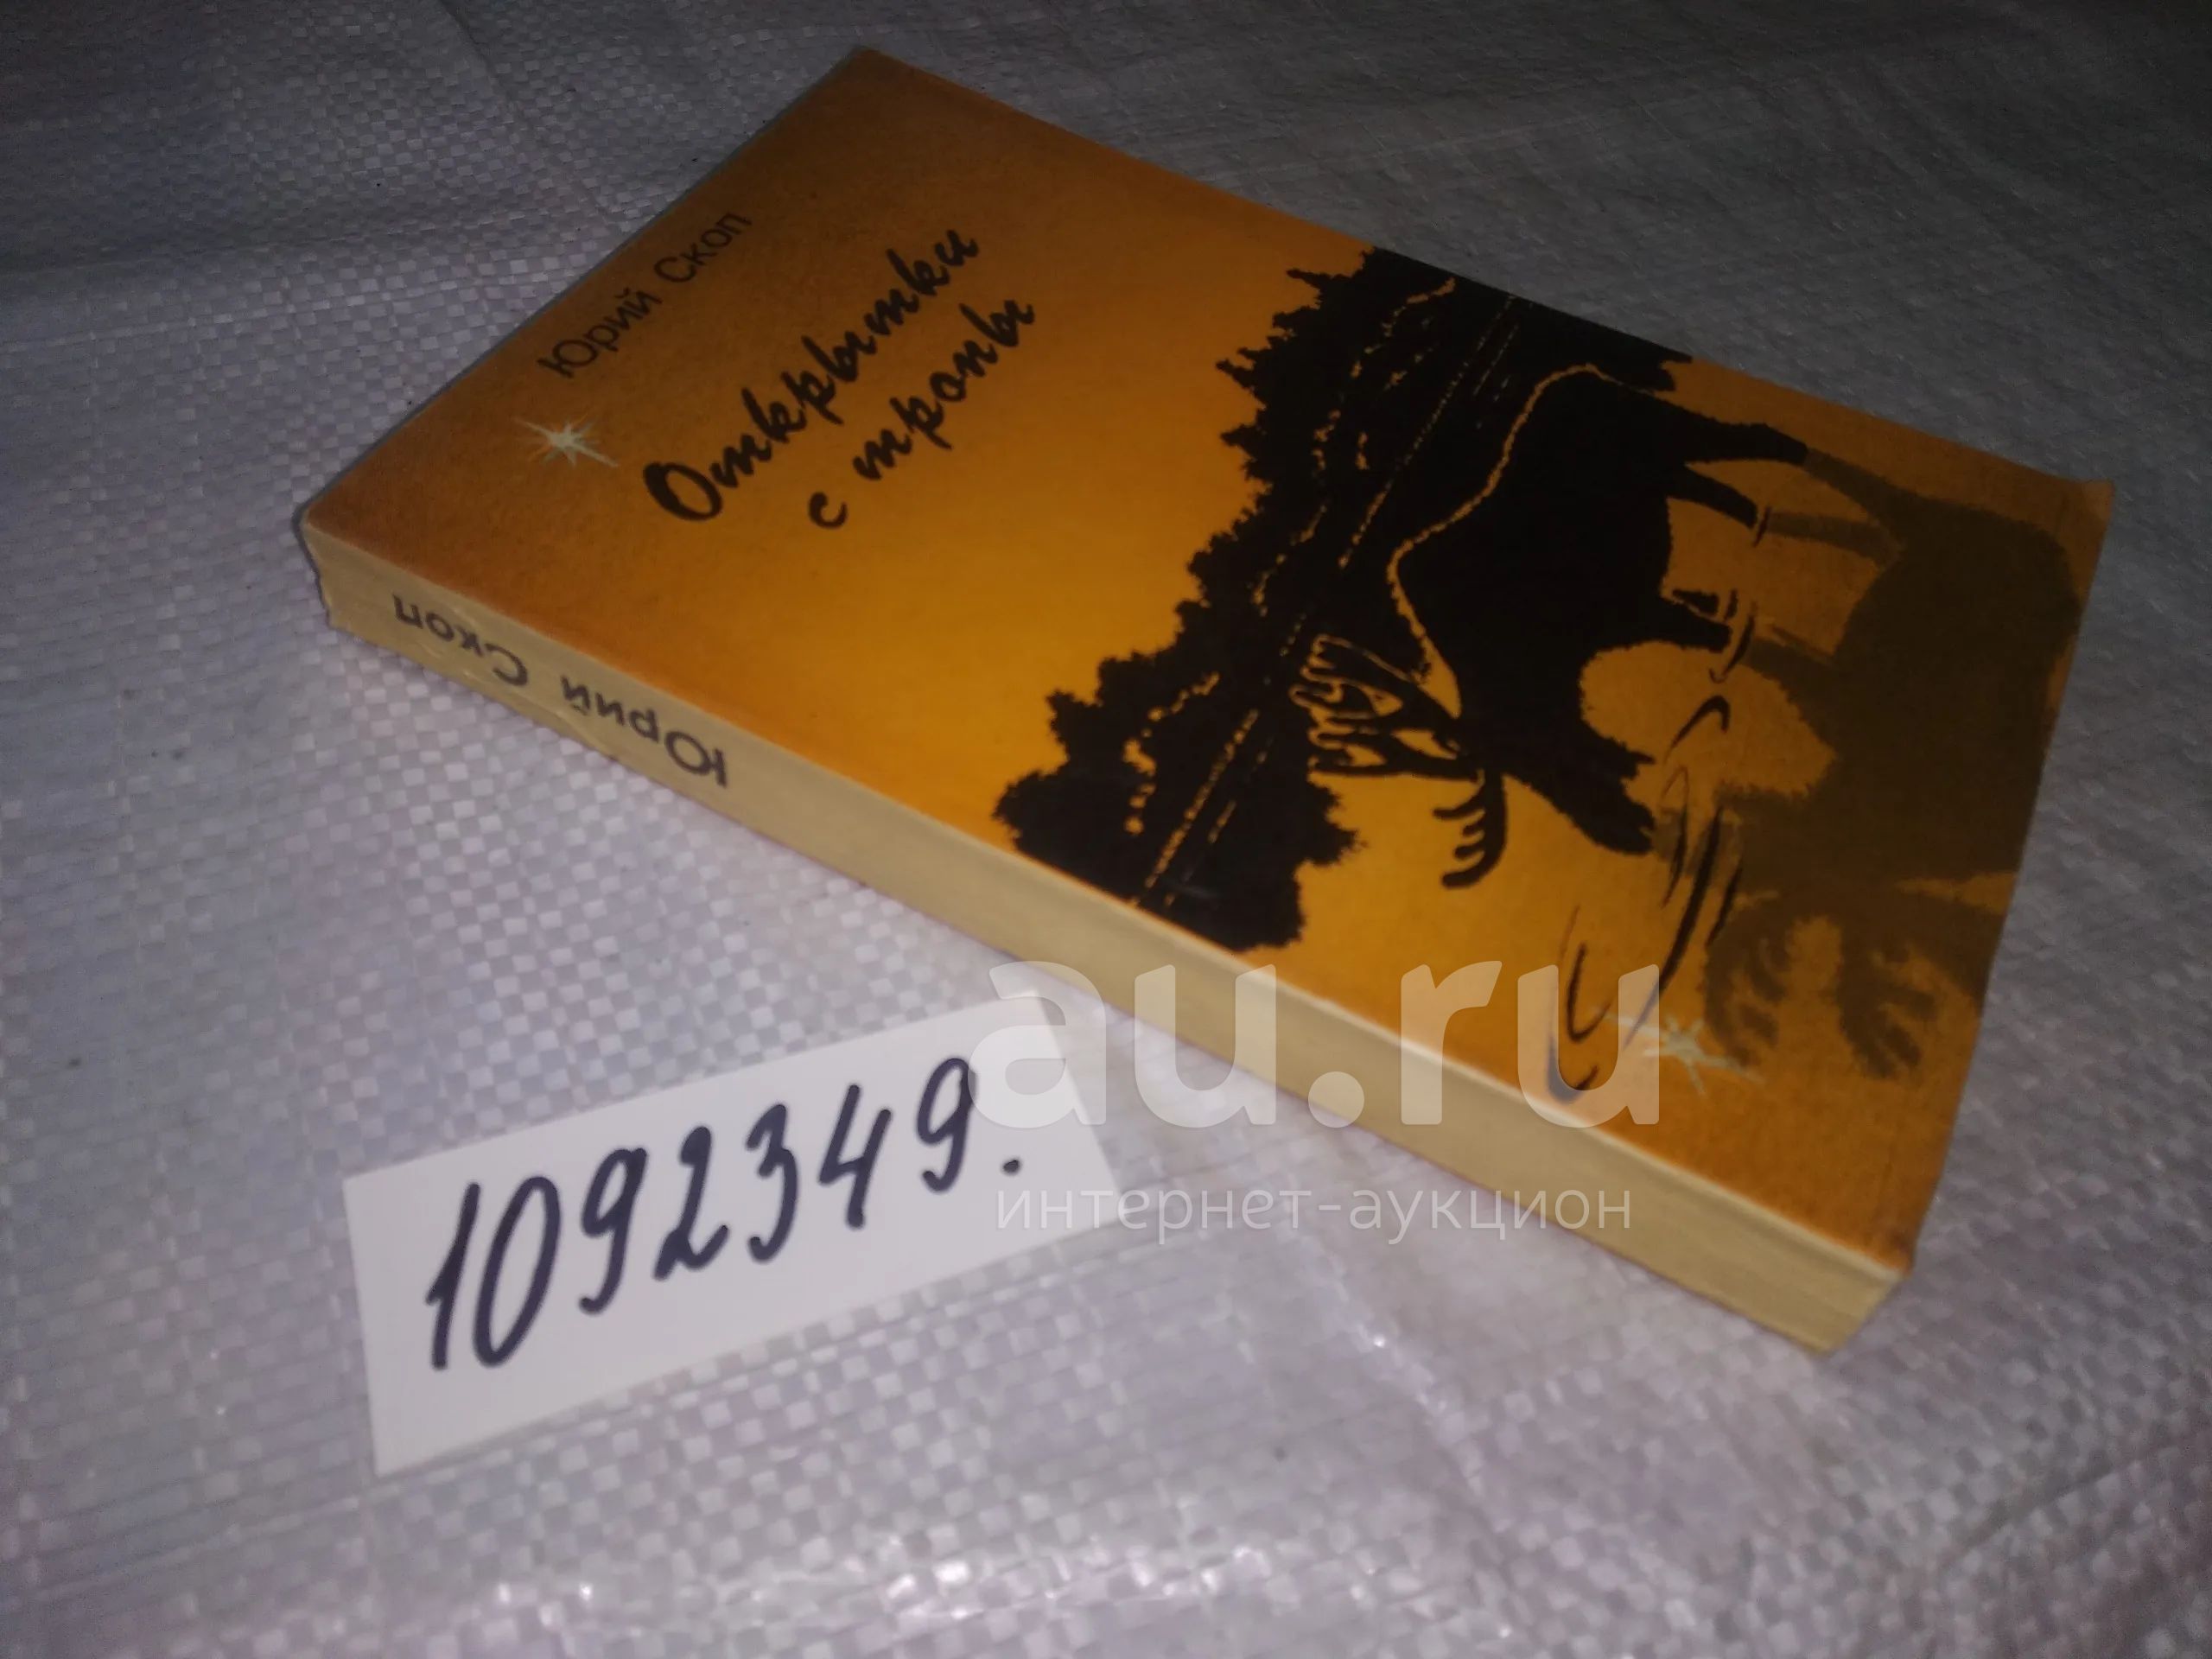 Юрий Скоп
Открытки
с тропы
Юрий Скоп
1092349.
au.ru
интернет-аукцион